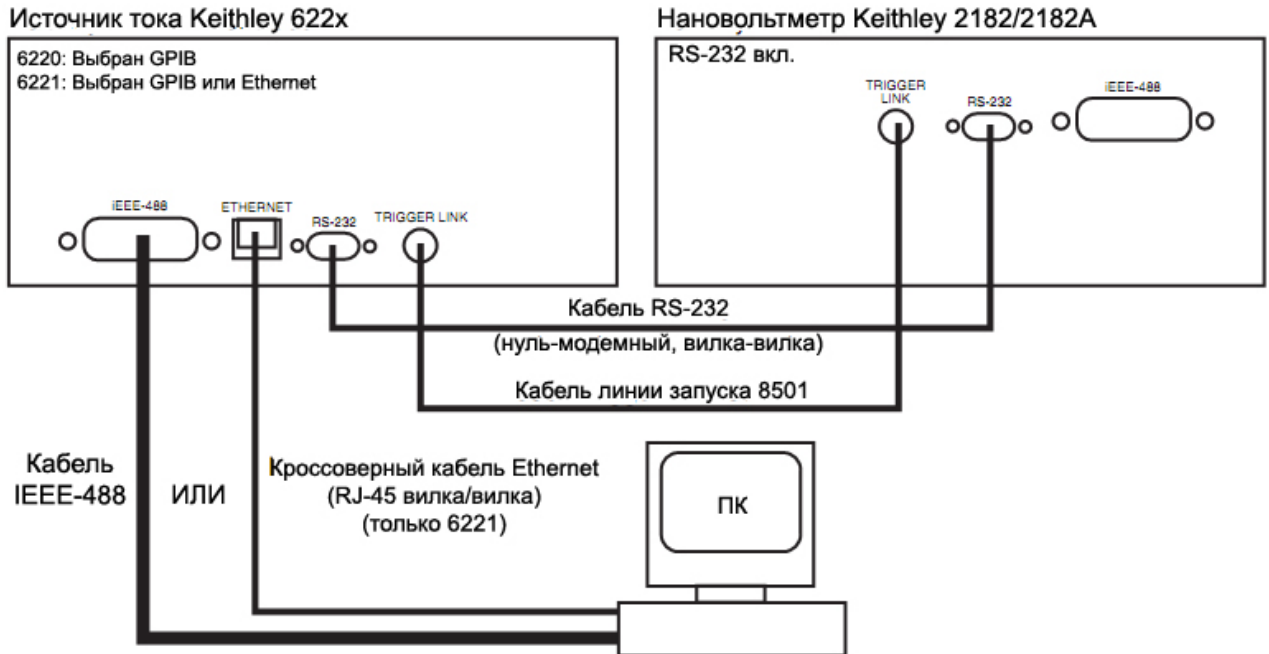 Источник тока Keithley 622x
6220: Выбран GPIB
6221: Выбран GPIB или Ethernet
iEEE-488
ETHERNET
RS-232
TRIGGER LINK
Нановольтметр Keithley 2182/2182A
RS-232 вкл.
TRIGGER
LINK
RS-232
iEEE-488
Кабель RS-232
(нуль-модемный, вилка-вилка)
Кабель линии запуска 8501
Кабель
IEEE-488
ИЛИ
Кроссоверный кабель Ethernet
(RJ-45 вилка/вилка)
(только 6221)
ПК